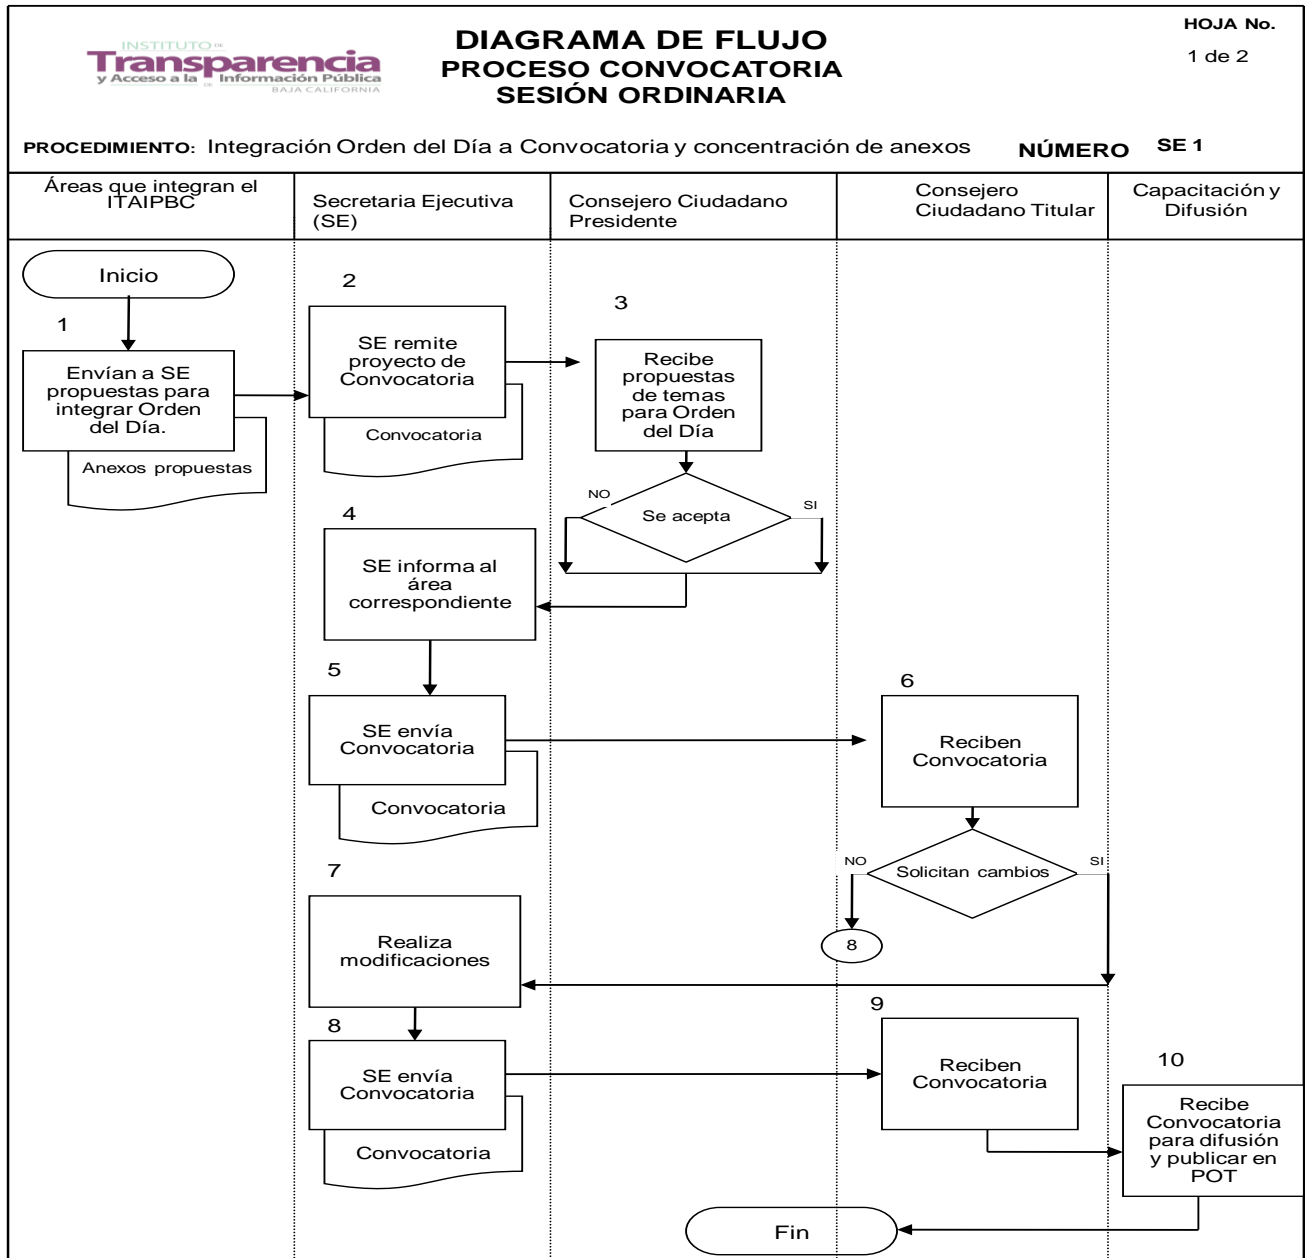 INSTITUTO DE
Transparencia
y Acceso a la Información Pública
DE
BAJA CALIFORNIA
DIAGRAMA DE FLUJO
PROCESO CONVOCATORIA
SESIÓN ORDINARIA
HOJA No.
1 de 2
PROCEDIMIENTO: Integración Orden del Día a Convocatoria y concentración de anexos NÚMERO SE 1
Áreas que integran el
ITAIPBC
Secretaria Ejecutiva
(SE)
Consejero Ciudadano
Presidente
Consejero
Ciudadano Titular
Capacitación y
Difusión
Inicio
1
Envían a SE
propuestas para
integrar Orden
del Día.
Anexos propuestas
2
SE remite
proyecto de
Convocatoria
Convocatoria
3
Recibe
propuestas
de temas
para Orden
del Día
NO
Se acepta
SI
4
SE informa al
área
correspondiente
5
SE envía
Convocatoria
Convocatoria
6
Reciben
Convocatoria
NO
Solicitan cambios
SI
8
7
Realiza
modificaciones
8
SE envía
Convocatoria
Convocatoria
9
Reciben
Convocatoria
10
Recibe
Convocatoria
para difusión
y publicar en
POT
Fin